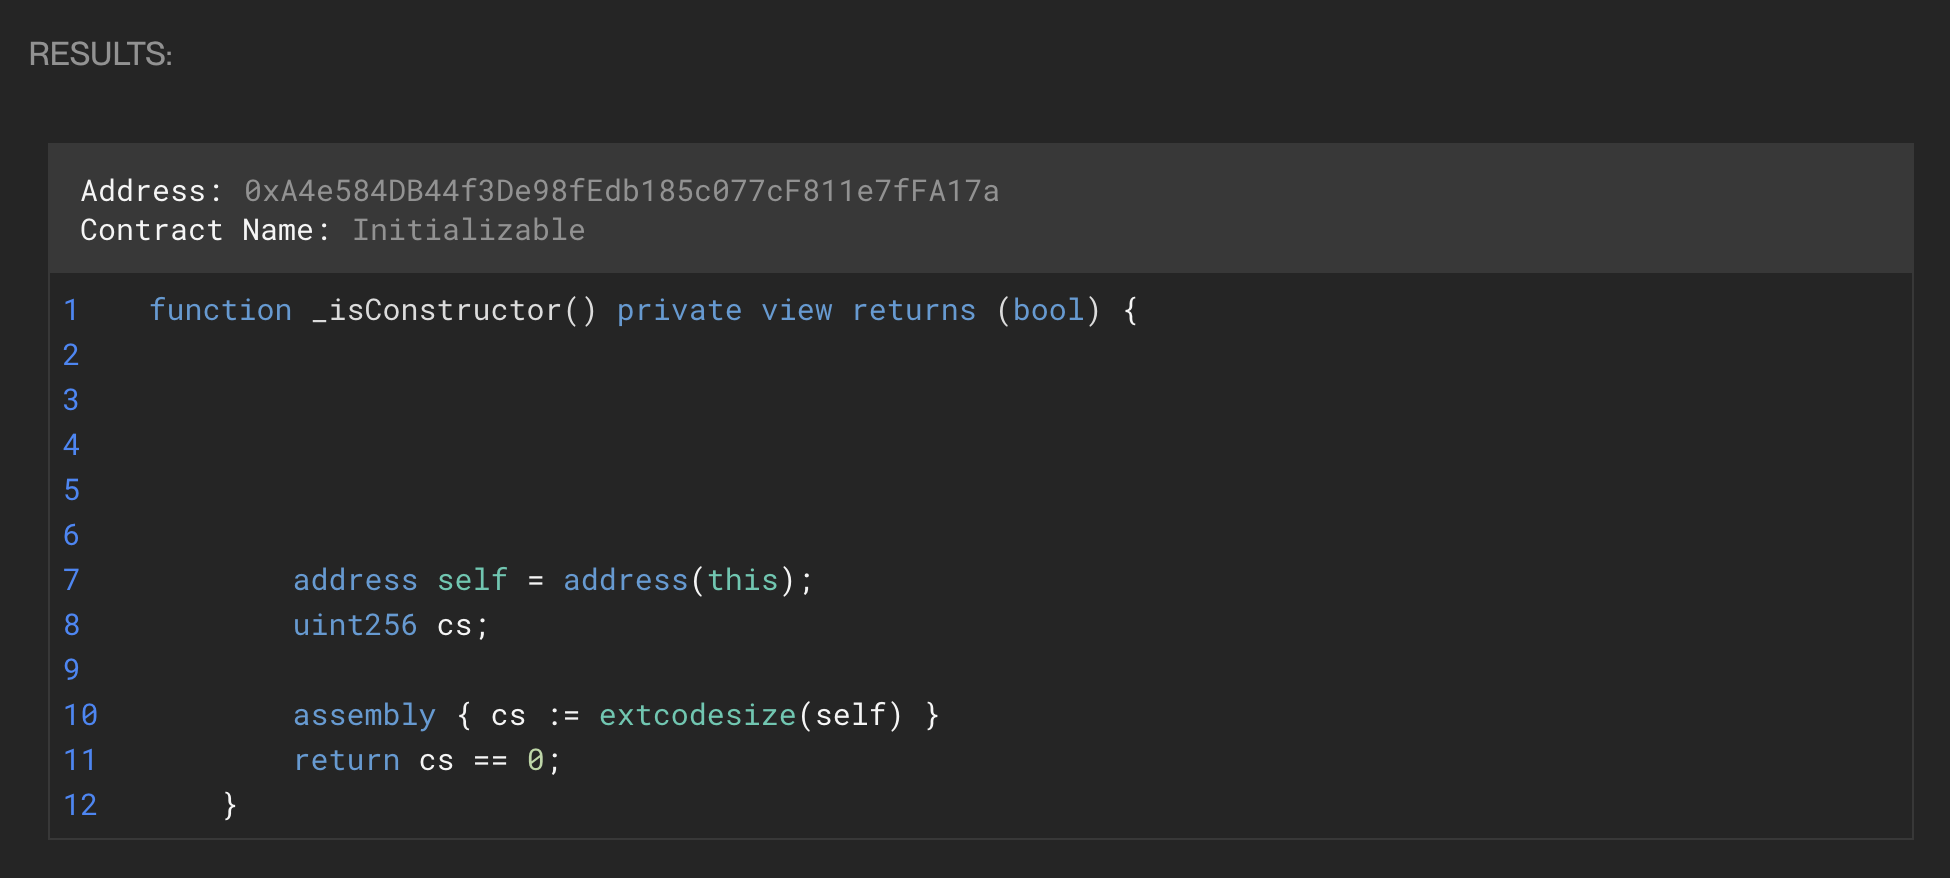 RESULTS:
Address: 0xA4e584DB44f3De98fEdb185c077cF811e7fFA17a
Contract Name: Initializable
1 function _isConstructor() private view returns (bool) {
2
3
4
5
6
7 address self = address(this);
8 uint256 cs;
9
10 assembly { cs := extcodesize(self) }
11 return cs == 0;
12 }